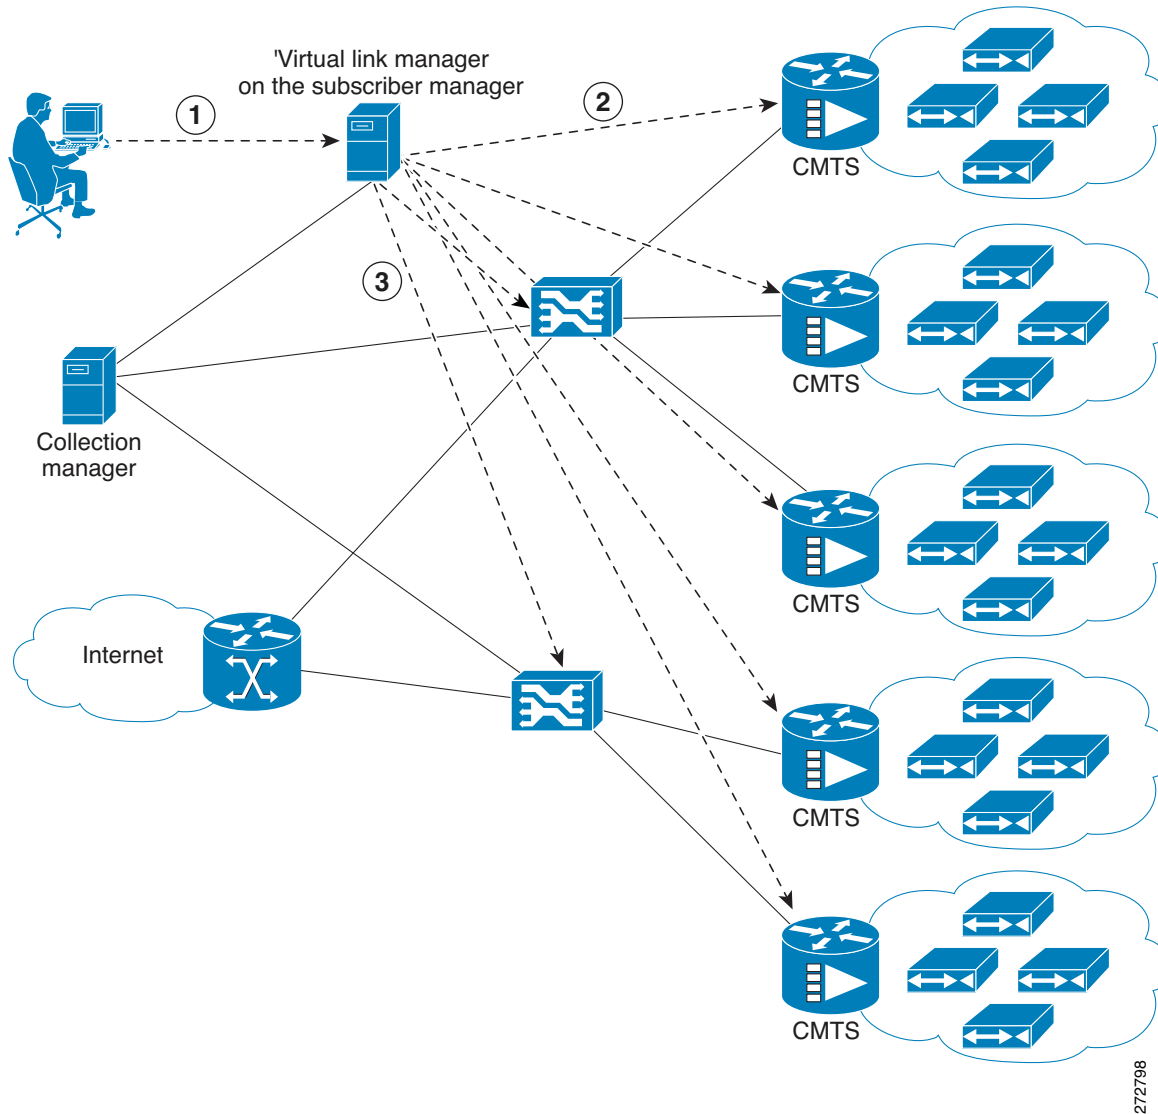 'Virtual link manager
on the subscriber manager
1
2
CMTS
3
CMTS
Collection
manager
CMTS
Internet
CMTS
CMTS
272798